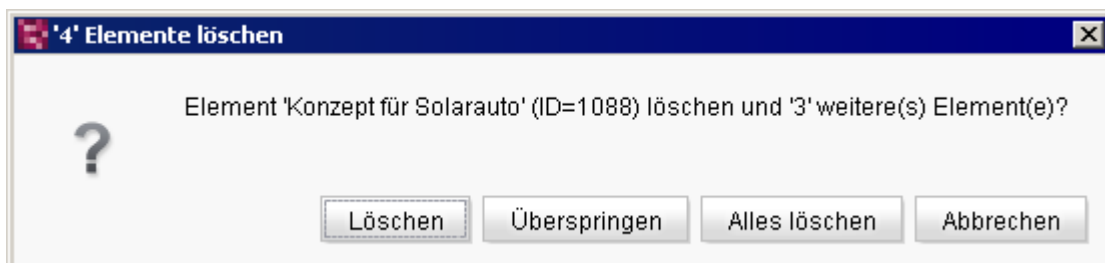 '4' Elemente löschen
Element 'Konzept für Solarauto' (ID=1088) löschen und '3' weitere(s) Element(e)?
?
Löschen Überspringen Alles löschen Abbrechen